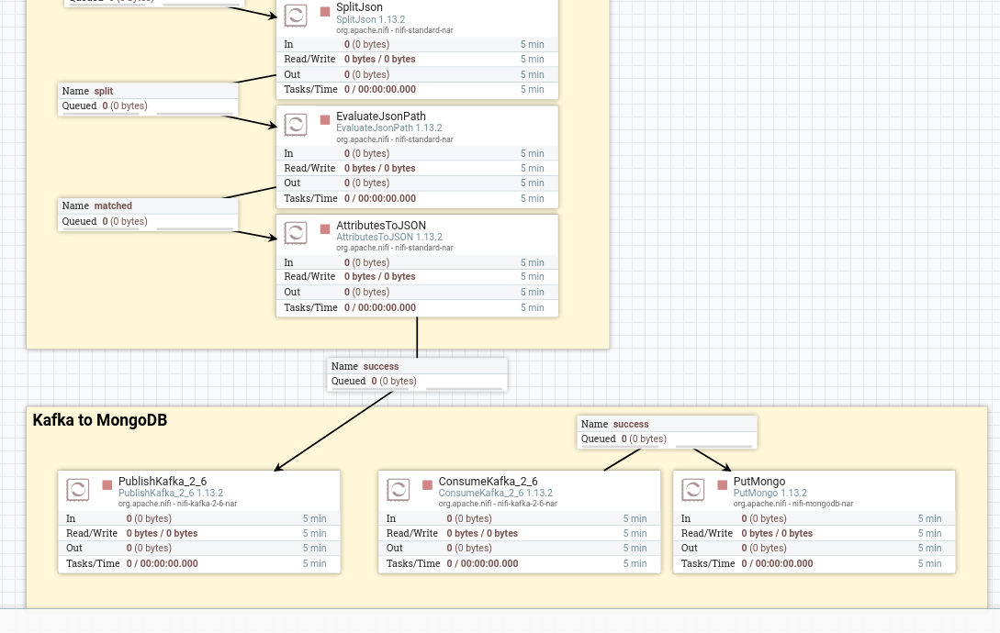 Queued 0 (0 bytes)
SplitJson
SplitJson 1.13.2
org.apache.nifi - nifi-standard-nar
In 0 (0 bytes) 5 min
Read/Write 0 bytes / 0 bytes 5 min
Out 0 (0 bytes) 5 min
Tasks/Time 0 / 00:00:00.000 5 min
Name split
Queued 0 (0 bytes)
EvaluateJsonPath
EvaluateJsonPath 1.13.2
org.apache.nifi - nifi-standard-nar
In 0 (0 bytes) 5 min
Read/Write 0 bytes / 0 bytes 5 min
Out 0 (0 bytes) 5 min
Tasks/Time 0 / 00:00:00.000 5 min
Name matched
Queued 0 (0 bytes)
AttributesToJSON
AttributesToJSON 1.13.2
org.apache.nifi - nifi-standard-nar
In 0 (0 bytes) 5 min
Read/Write 0 bytes / 0 bytes 5 min
Out 0 (0 bytes) 5 min
Tasks/Time 0 / 00:00:00.000 5 min
Name success
Queued 0 (0 bytes)
Kafka to MongoDB
Name success
Queued 0 (0 bytes)
PublishKafka_2_6
PublishKafka_2_6 1.13.2
org.apache.nifi - nifi-kafka-2-6-nar
In 0 (0 bytes) 5 min
Read/Write 0 bytes / 0 bytes 5 min
Out 0 (0 bytes) 5 min
Tasks/Time 0 / 00:00:00.000 5 min
ConsumeKafka_2_6
ConsumeKafka_2_6 1.13.2
org.apache.nifi - nifi-kafka-2-6-nar
In 0 (0 bytes) 5 min
Read/Write 0 bytes / 0 bytes 5 min
Out 0 (0 bytes) 5 min
Tasks/Time 0 / 00:00:00.000 5 min
PutMongo
PutMongo 1.13.2
org.apache.nifi - nifi-mongodb-nar
In 0 (0 bytes) 5 min
Read/Write 0 bytes / 0 bytes 5 min
Out 0 (0 bytes) 5 min
Tasks/Time 0 / 00:00:00.000 5 min